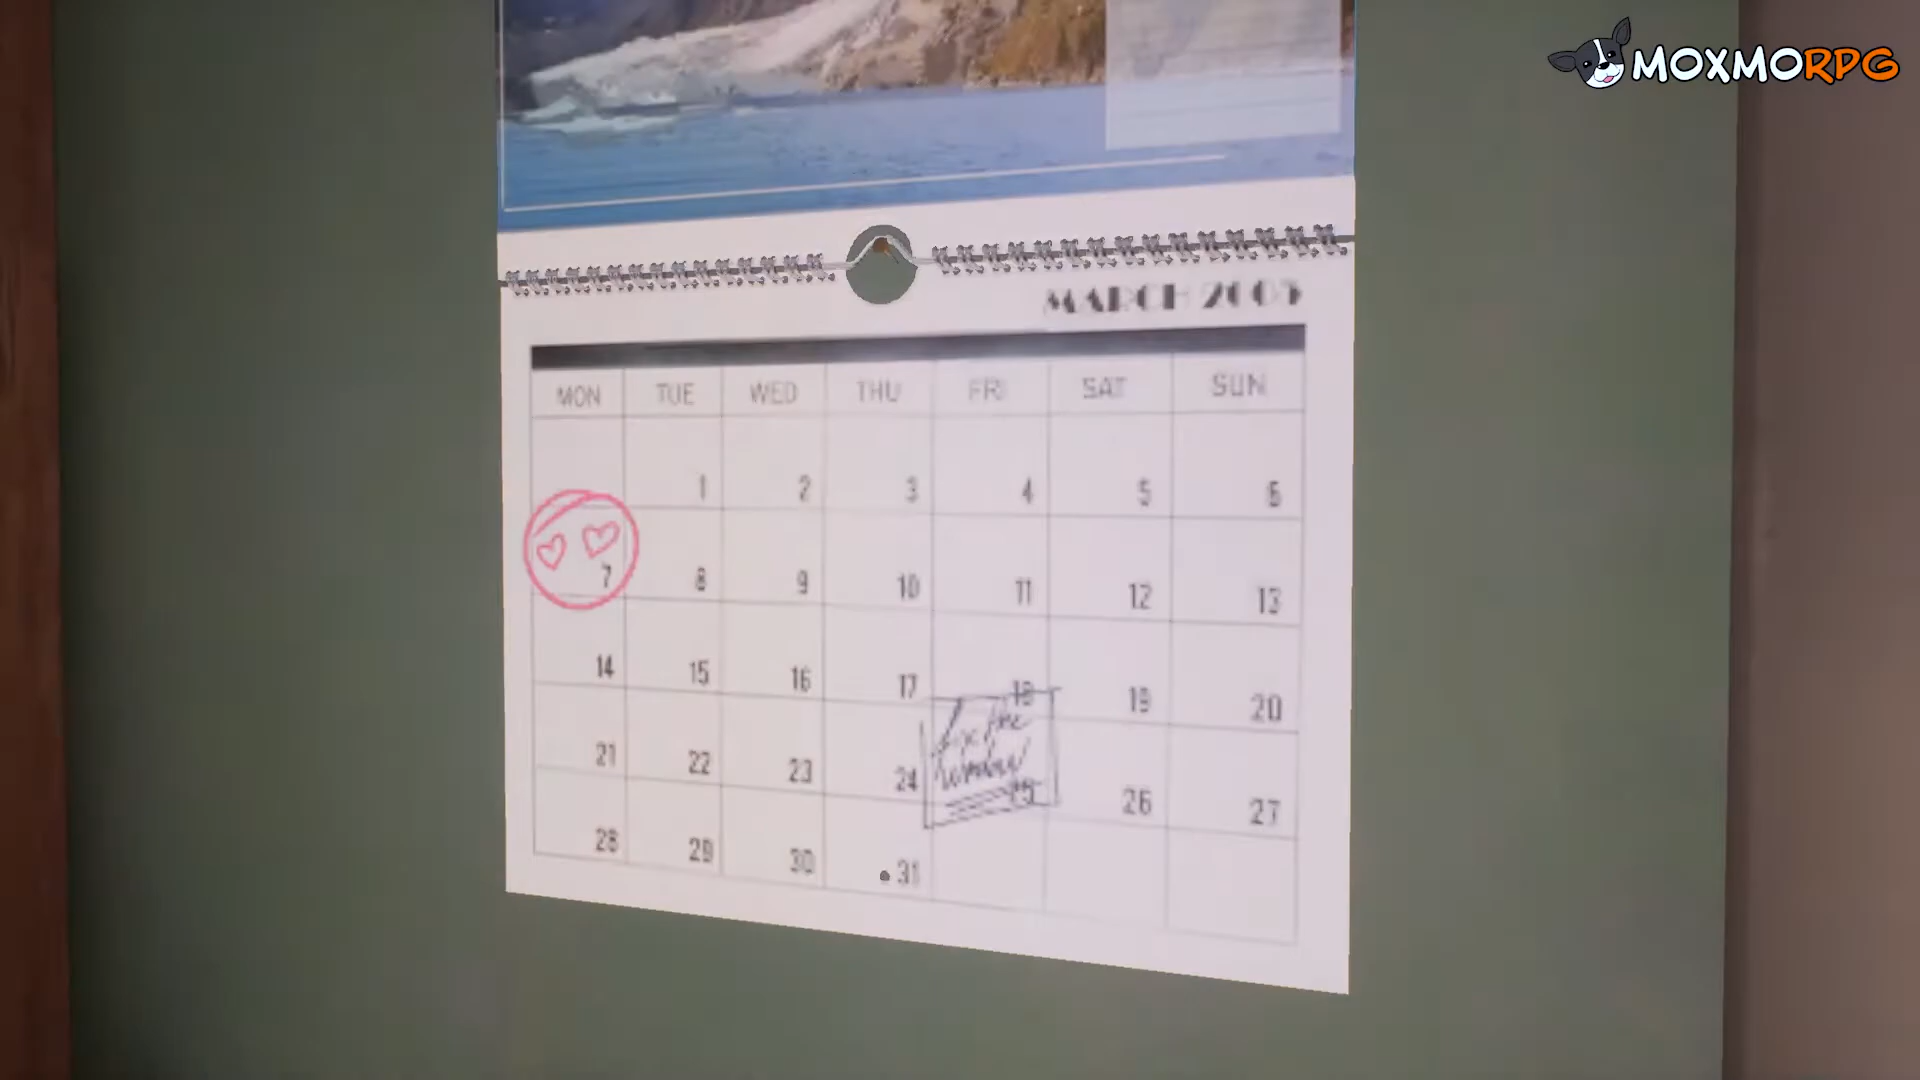 MOXMORPG
MARCH 2005
MON TUE WED THU FRI SAT SUN
1 2 3 4 5 6
7 8 9 10 11 12 13
14 15 16 17 18 19 20
fix the
window
21 22 23 24 25 26 27
28 29 30 31